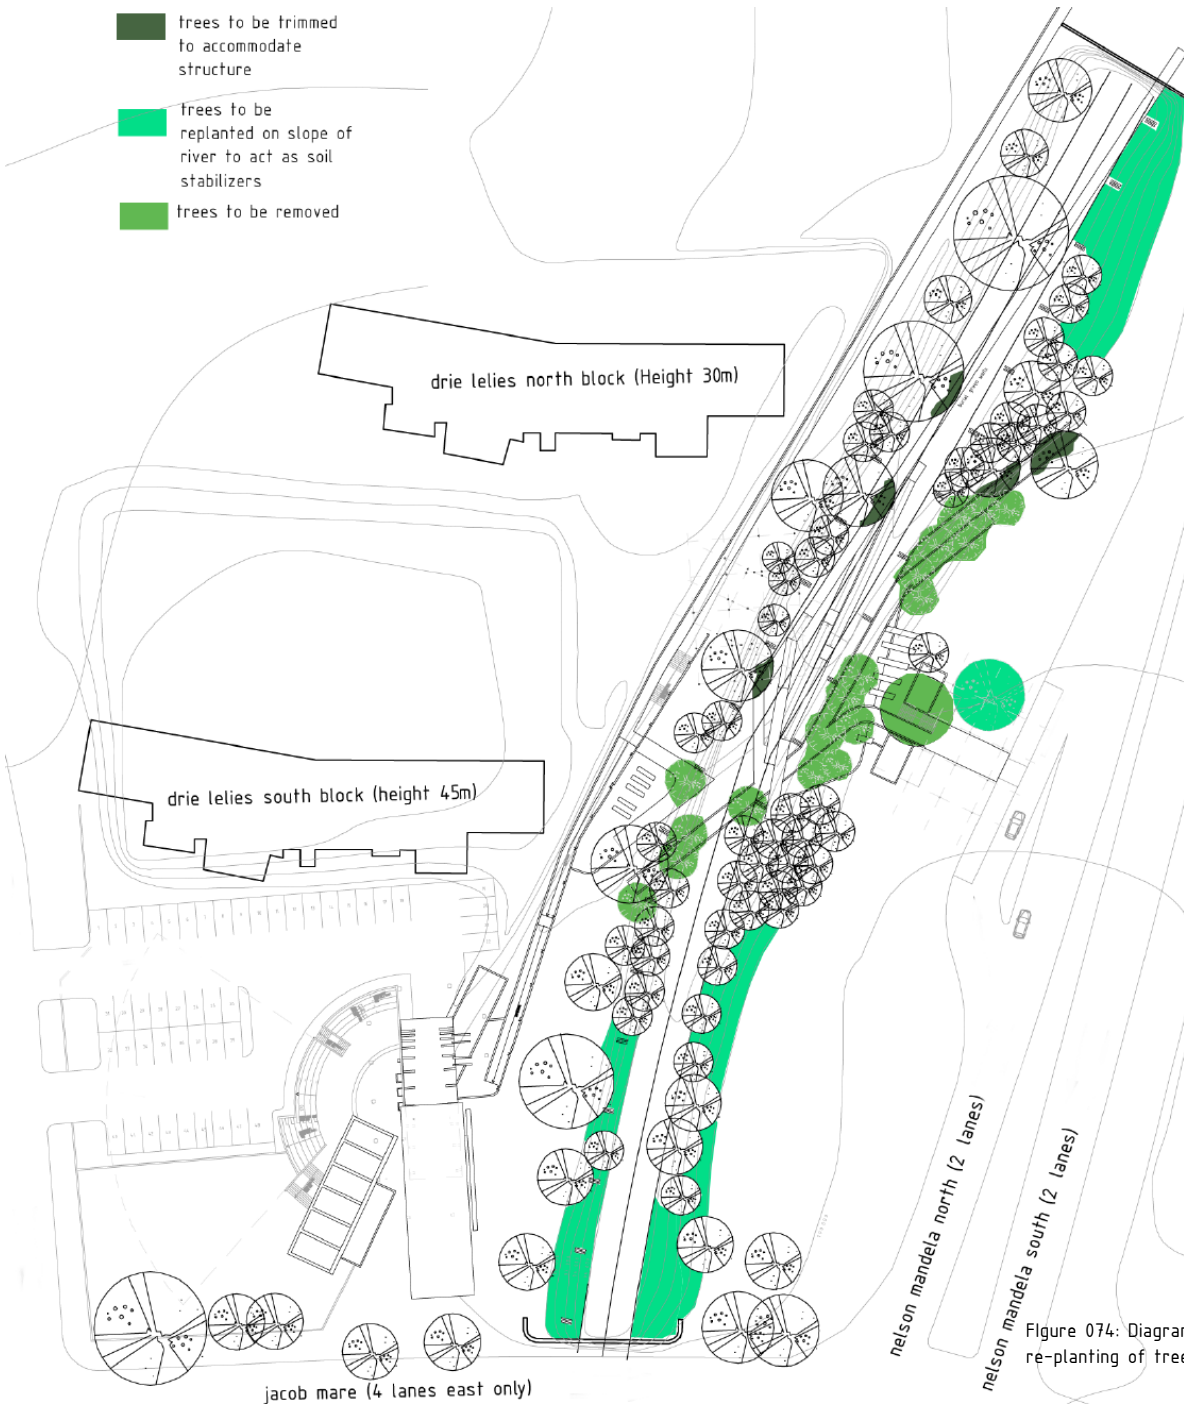 trees to be trimmed
to accommodate
structure
trees to be
replanted on slope of
river to act as soil
stabilizers
trees to be removed
drie lelies north block (Height 30m)
drie lelies south block (height 45m)
nelson mandela north (2 lanes)
nelson mandela south (2 lanes)
jacob mare (4 lanes east only)
FIgure 074: Diagram
re-planting of tree